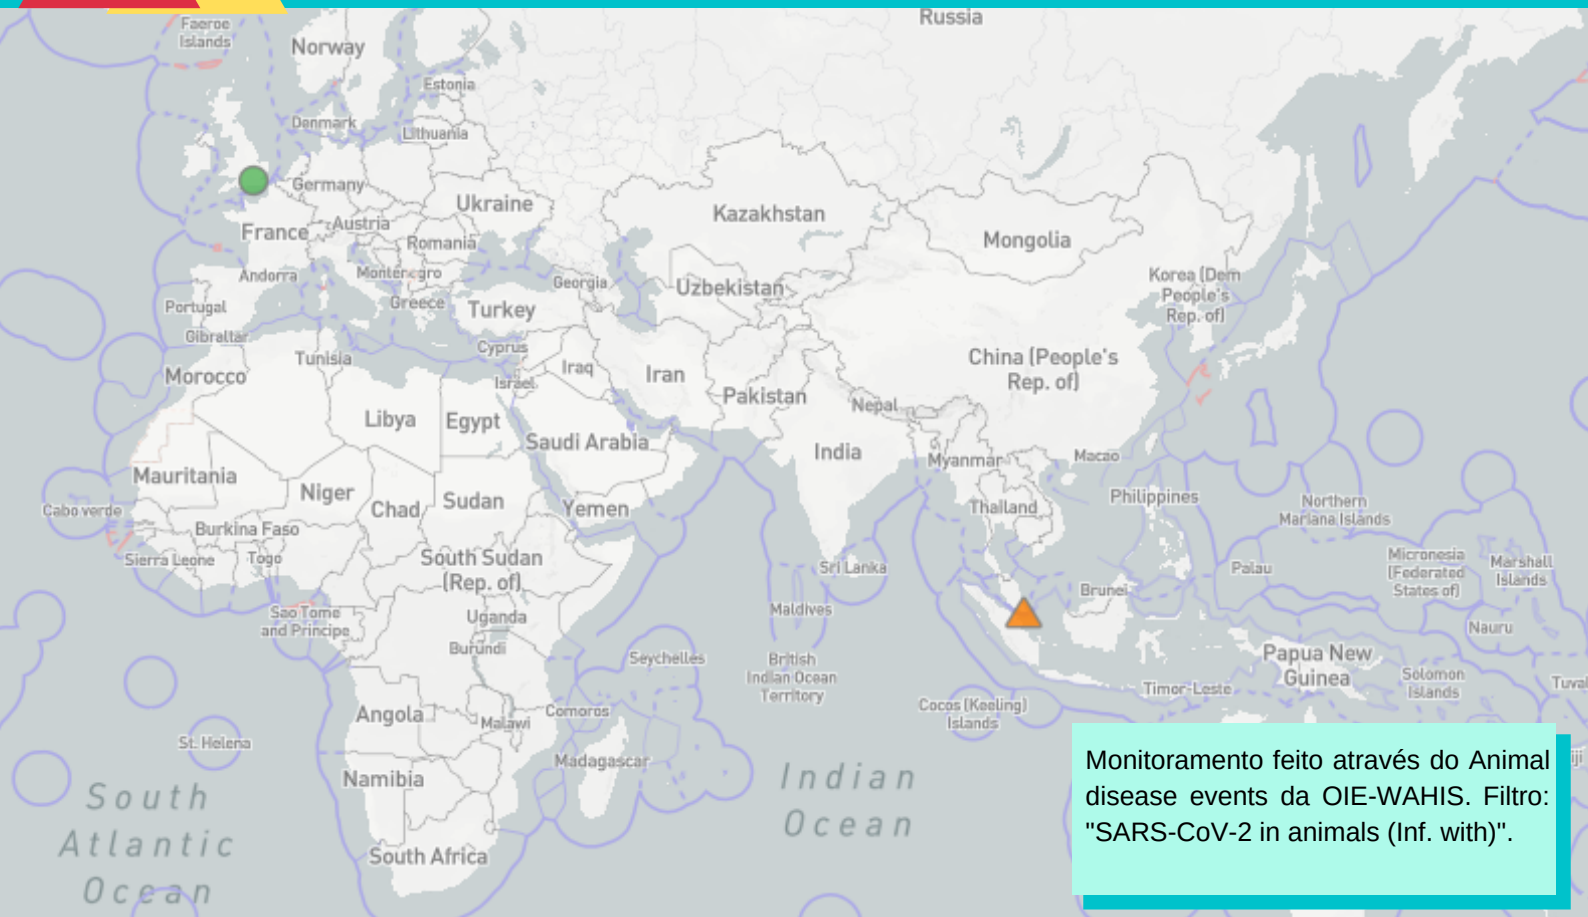 Russia
Faeroe
Islands
Norway
Estonia
Denmark
Lithuania
Germany
Ukraine
Kazakhstan
France
Austria
Romania
Mongolia
Andorra
Montenegro
Georgia
Uzbekistan
Korea (Dem
People's
Rep. of)
Portugal
Greece
Turkey
Gibraltar
Cyprus
Tunisia
China (People's
Rep. of)
Morocco
Israel
Iraq
Iran
Pakistan
Nepal
Libya
Egypt
Saudi Arabia
India
Myanmar
Macao
Mauritania
Niger
Chad
Sudan
Yemen
Thailand
Philippines
Northern
Mariana Islands
Cabo verde
Burkina Faso
Sierra Leone
Togo
South Sudan
(Rep. of)
Sri Lanka
Palau
Micronesia
(Federated
States of)
Marshall
Islands
Sao Tome
and Principe
Uganda
Maldives
Brunei
Nauru
Burundi
Seychelles
British
Indian Ocean
Territory
Papua New
Guinea
Solomon
Islands
Timor-Leste
Tuval
Angola
Malawi
Comoros
Cocos (Keeling)
Islands
St. Helena
Madagascar
Namibia
South
Atlantic
Ocean
Indian
Ocean
South Africa
iji
Monitoramento feito através do Animal
disease events da OIE-WAHIS. Filtro:
"SARS-CoV-2 in animals (Inf. with)".